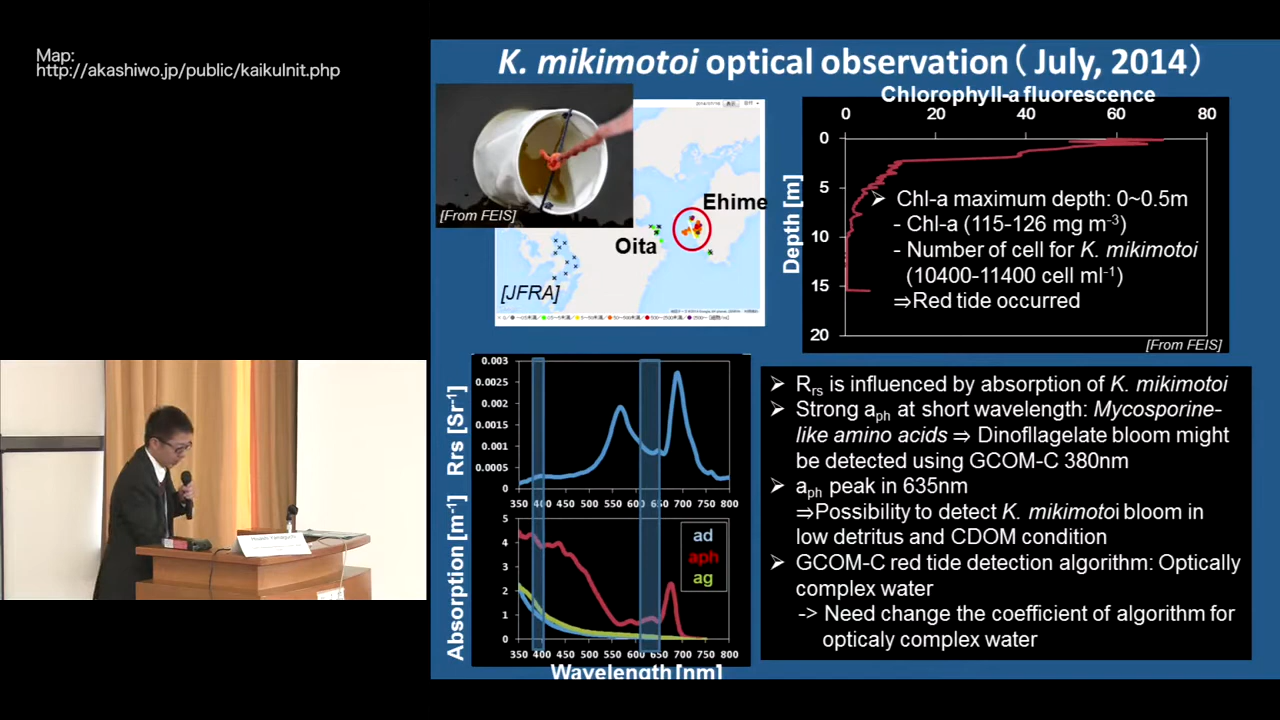 Map:
http://akashiwo.jp/public/kaikuInit.php
K. mikimotoi optical observation ( July, 2014 )
[From FEIS]
Ehime
Oita
[JFRA]
Chlorophyll-a fluorescence
0 20 40 60 80
Depth [m]
0
5
10
15
20
➢ Chl-a maximum depth: 0~0.5m
- Chl-a (115-126 mg m-3)
- Number of cell for K. mikimotoi
(10400-11400 cell ml-1)
⇒Red tide occurred
[From FEIS]
Rrs [Sr-1]
0.003
0.0025
0.002
0.0015
0.001
0.0005
0
350 400 450 500 550 600 650 700 750 800
Absorption [m-1]
5
4
3
2
1
0
ad
aph
ag
350 400 450 500 550 600 650 700 750 800
Wavelength [nm]
➢ Rrs is influenced by absorption of K. mikimotoi
➢ Strong aph at short wavelength: Mycosporine-
like amino acids ⇒ Dinofllagelate bloom might
be detected using GCOM-C 380nm
➢ aph peak in 635nm
⇒Possibility to detect K. mikimotoi bloom in
low detritus and CDOM condition
➢ GCOM-C red tide detection algorithm: Optically
complex water
-> Need change the coefficient of algorithm for
opticaly complex water